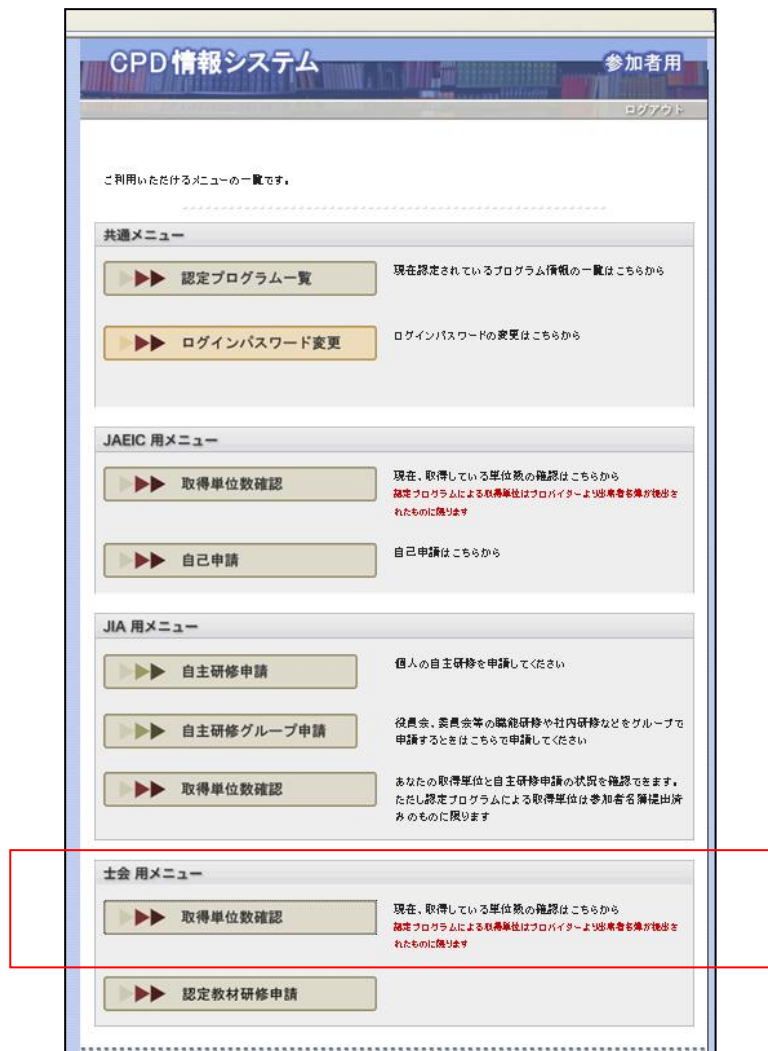 CPD情報システム
参加者用
ログアウト
ご利用いただけるメニューの一覧です。
共通メニュー
認定プログラム一覧
現在認定されているプログラム情報の一覧はこちらから
ログインパスワード変更
ログインパスワードの変更はこちらから
JAEIC 用メニュー
取得単位数確認
現在、取得している単位数の確認はこちらから
認定プログラムによる取得単位はプロバイダーより出席者名簿が提出さ
れたものに限ります
自己申請
自己申請はこちらから
JIA 用メニュー
自主研修申請
個人の自主研修を申請してください
自主研修グループ申請
役員会、委員会等の職能研修や社内研修などをグループで
申請するときはこちらで申請してください
取得単位数確認
あなたの取得単位と自主研修申請の状況を確認できます。
ただし認定プログラムによる取得単位は参加者名簿提出済
みのものに限ります
士会 用メニュー
取得単位数確認
現在、取得している単位数の確認はこちらから
認定プログラムによる取得単位はプロバイダーより出席者名簿が提出さ
れたものに限ります
認定教材研修申請